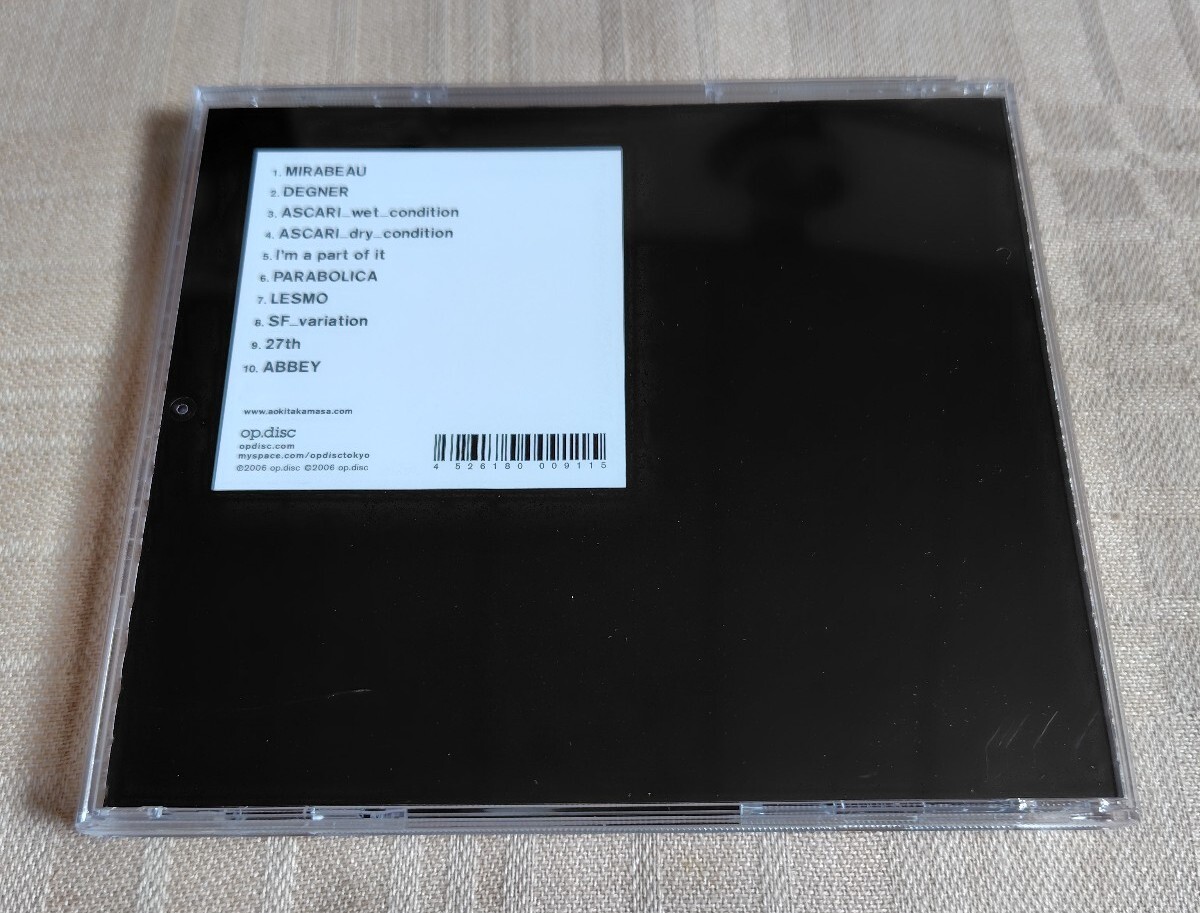 1. MIRABEAU
2. DEGNER
3. ASCARI_wet_condition
4. ASCARI_dry_condition
5. I'm a part of it
6. PARABOLICA
7. LESMO
8. SF_variation
9. 27th
10. ABBEY
www.aokitakamasa.com
op.disc
opdisc.com
myspace.com/opdisctokyo
℗2006 op.disc ©2006 op.disc
4 526180 009115